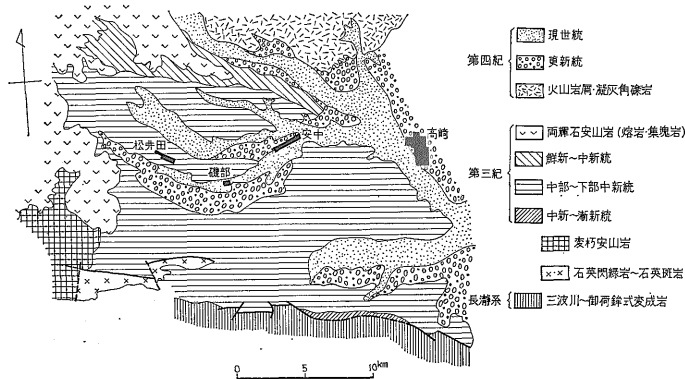 松井田
安中
磯部
高崎
0 5 10km
第四紀
現世統
更新統
火山岩屑・凝灰角礫岩
第三紀
両輝石安山岩(熔岩・集塊岩)
鮮新~中新統
中部~下部中新統
中新~漸新統
変朽安山岩
石英閃緑岩~石英斑岩
長瀞系
三波川~御荷鉾式変成岩